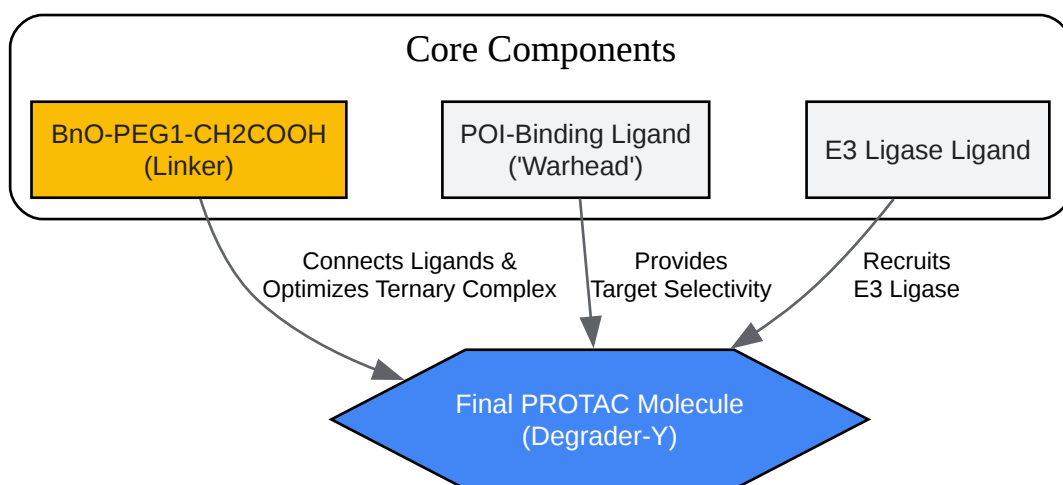 Core Components
BnO-PEG1-CH2COOH
(Linker)
POI-Binding Ligand
('Warhead')
E3 Ligase Ligand
Connects Ligands &
Optimizes Ternary Complex
Provides
Target Selectivity
Recruits
E3 Ligase
Final PROTAC Molecule
(Degrader-Y)